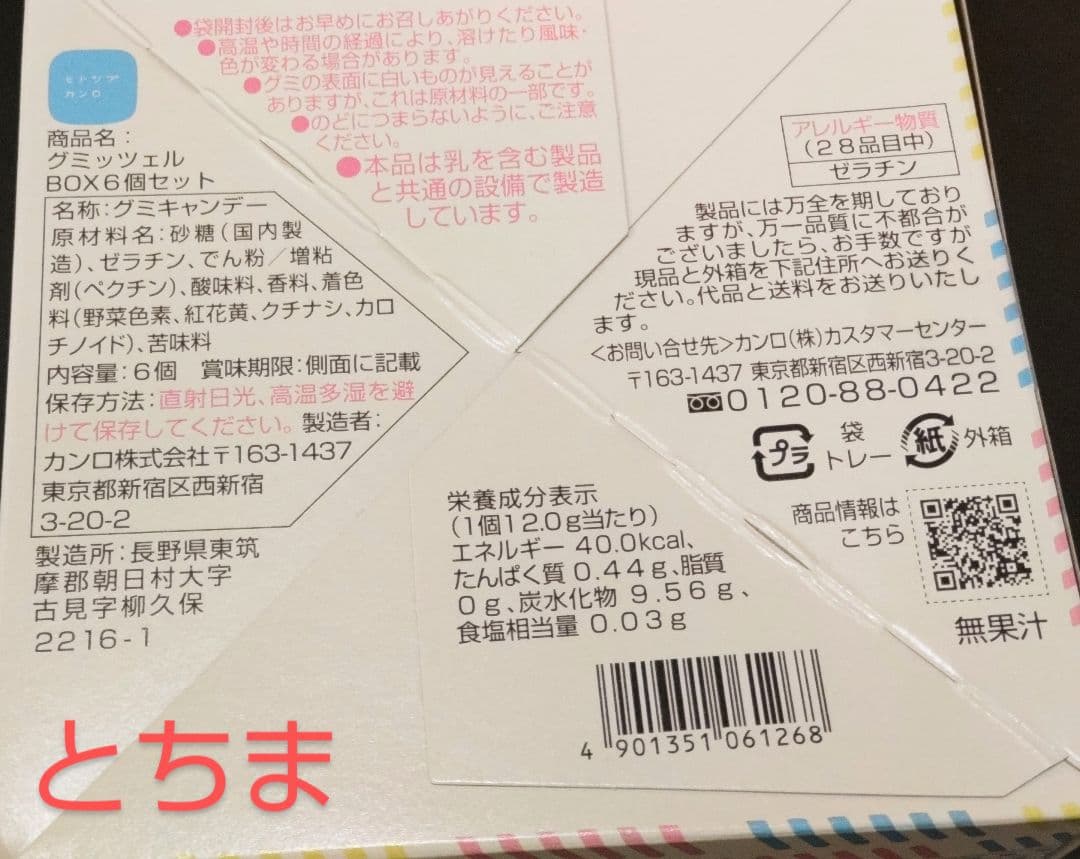 ●袋開封後はお早めにお召しあがりください。
●高温や時間の経過により、溶けたり風味・
色が変わる場合があります。
●グミの表面に白いものが見えることが
ありますが、これは原材料の一部です。
●のどにつまらないように、ご注意
ください。
●本品は乳を含む製品
と共通の設備で製造
しています。
ヒトツブ
カンロ
商品名:
グミッツェル
BOX6個セット
名称:グミキャンデー
原材料名:砂糖(国内製
造)、ゼラチン、でん粉/増粘
剤(ペクチン)、酸味料、香料、着色
料(野菜色素、紅花黄、クチナシ、カロ
チノイド)、苦味料
内容量:6個 賞味期限:側面に記載
保存方法:直射日光、高温多湿を避
けて保存してください。製造者:
カンロ株式会社〒163-1437
東京都新宿区西新宿
3-20-2
製造所:長野県東筑
摩郡朝日村大字
古見字柳久保
2216-1
アレルギー物質
(28品目中)
ゼラチン
製品には万全を期しており
ますが、万一品質に不都合が
ございましたら、お手数ですが
現品と外箱を下記住所へお送りく
ださい。代品と送料をお送りいたし
ます。
<お問い合せ先>カンロ(株)カスタマーセンター
〒163-1437 東京都新宿区西新宿3-20-2
0120-88-0422
プラ
袋
トレー
紙
外箱
商品情報は
こちら
無果汁
栄養成分表示
(1個12.0g当たり)
エネルギー 40.0kcal、
たんぱく質 0.44g、脂質
0g、炭水化物 9.56g、
食塩相当量 0.03g
4 901351 061268
とちま